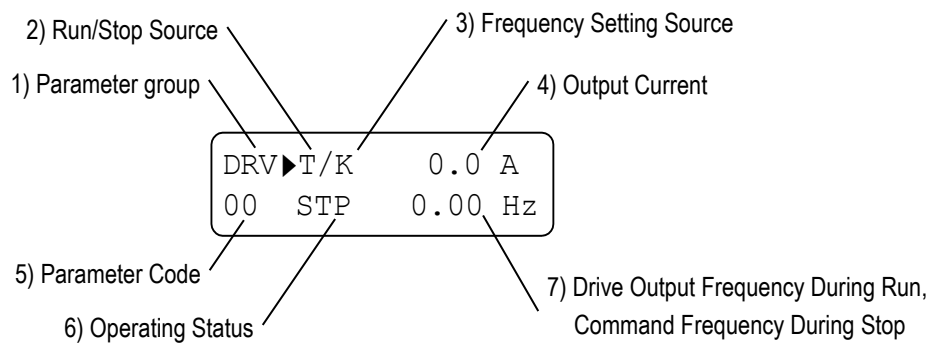 2) Run/Stop Source
3) Frequency Setting Source
1) Parameter group
4) Output Current
DRV▶T/K 0.0 A
00 STP 0.00 Hz
5) Parameter Code
7) Drive Output Frequency During Run,
Command Frequency During Stop
6) Operating Status